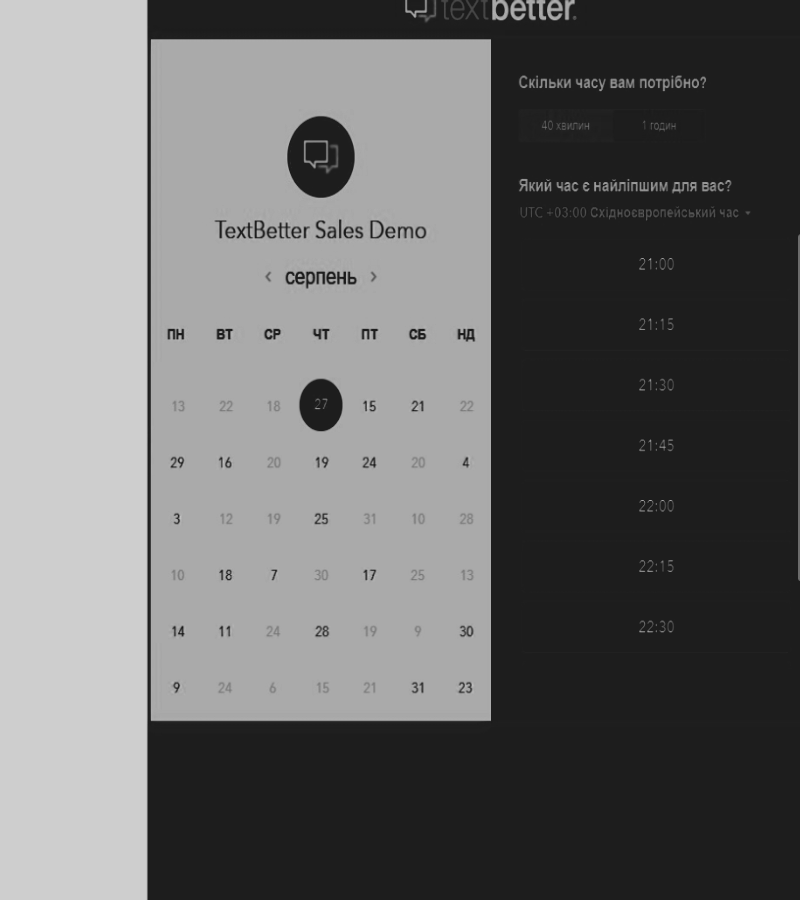 textbetter.
TextBetter Sales Demo
‹ серпень ›
ПН ВТ СР ЧТ ПТ СБ НД
13 22 18 27 15 21 22
29 16 20 19 24 20 4
3 12 19 25 31 10 28
10 18 7 30 17 25 13
14 11 24 28 19 9 30
9 24 6 15 21 31 23
Скільки часу вам потрібно?
40 хвилин 1 годин
Який час є найліпшим для вас?
UTC +03:00 Східноєвропейський час
21:00
21:15
21:30
21:45
22:00
22:15
22:30